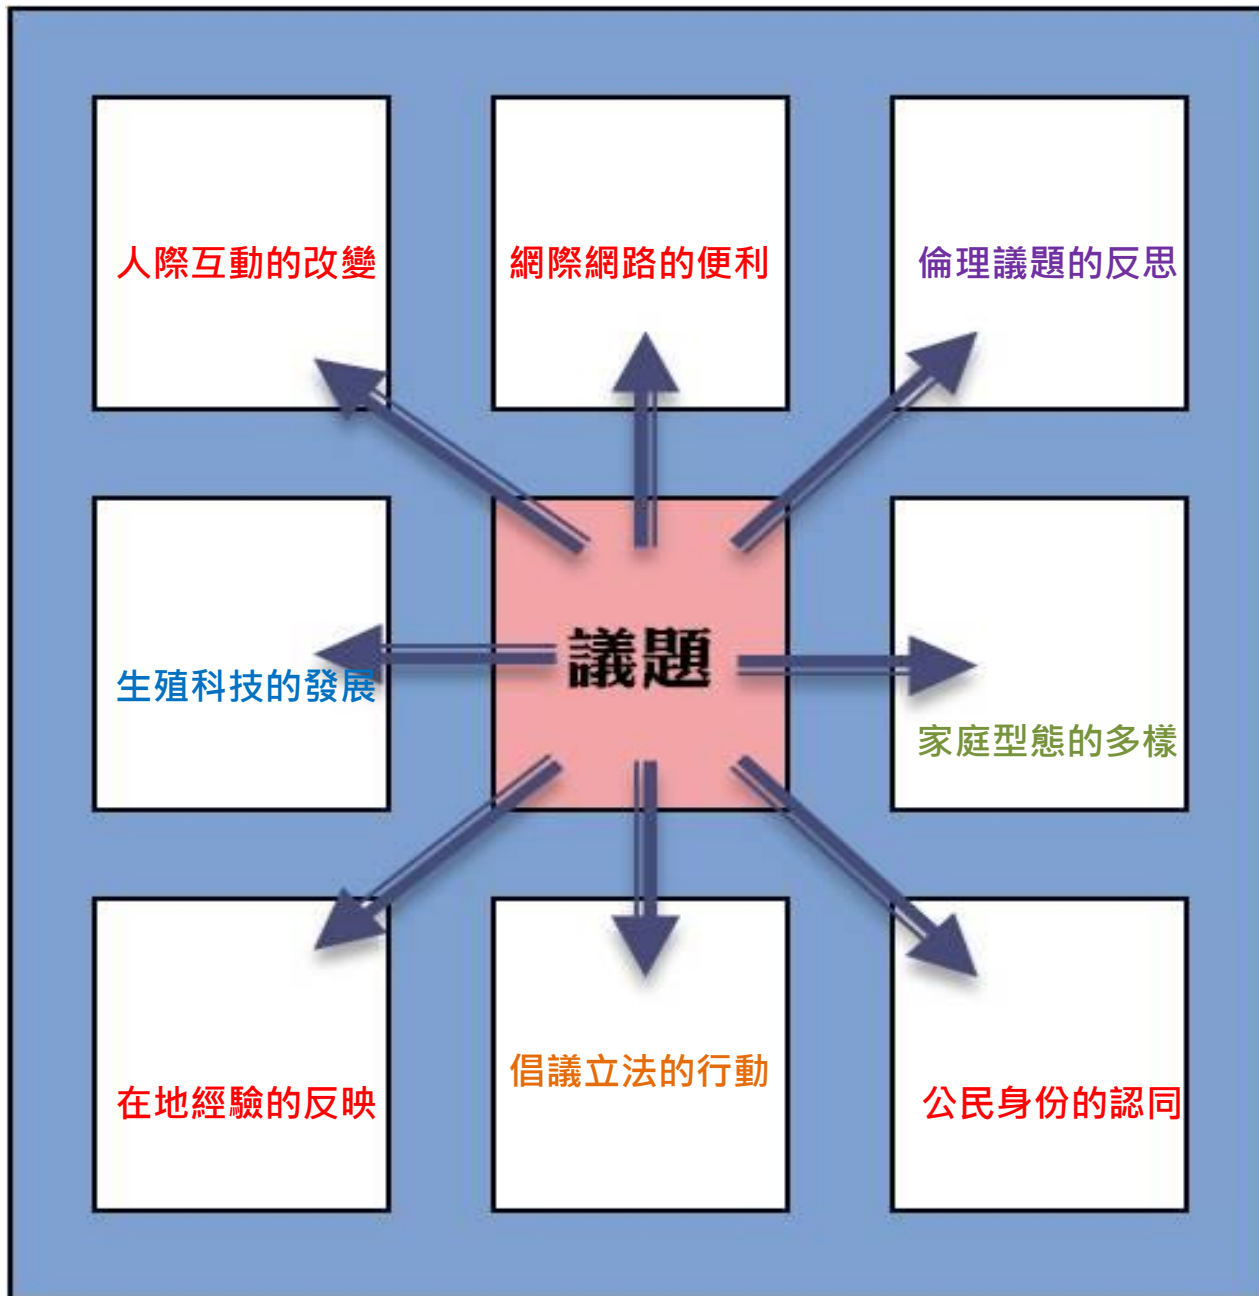 人際互動的改變
網際網路的便利
倫理議題的反思
生殖科技的發展
議題
家庭型態的多樣
在地經驗的反映
倡議立法的行動
公民身份的認同